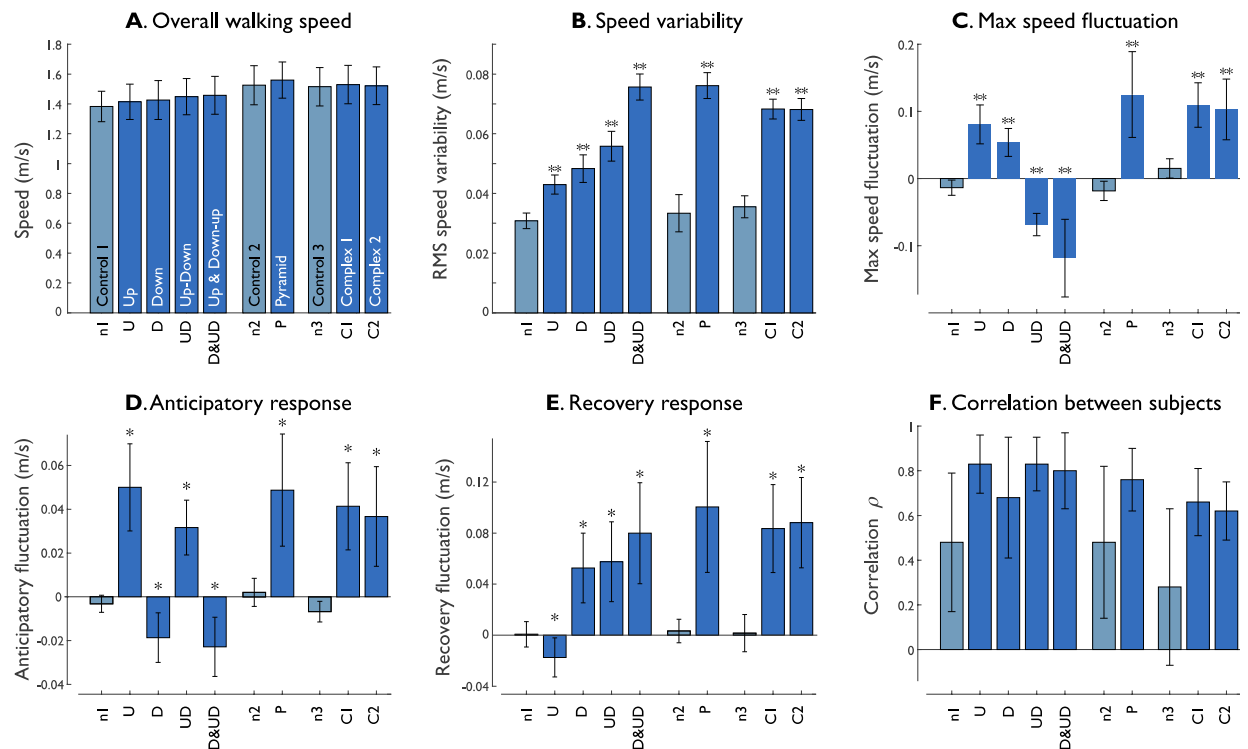 A. Overall walking speed
Speed (m/s)
1.8
1.6
1.4
1.2
1
0.8
0.6
0.4
0.2
0
Control 1
Up
Down
Up-Down
Up & Down-up
Control 2
Pyramid
Control 3
Complex 1
Complex 2
n1
U
D
UD
D&UD
n2
P
n3
C1
C2
B. Speed variability
RMS speed variability (m/s)
0.08
0.06
0.04
0.02
0
**
**
**
**
**
**
**
n1
U
D
UD
D&UD
n2
P
n3
C1
C2
C. Max speed fluctuation
Max speed fluctuation (m/s)
0.2
0.1
0
-0.1
**
**
**
**
**
**
**
n1
U
D
UD
D&UD
n2
P
n3
C1
C2
D. Anticipatory response
Anticipatory fluctuation (m/s)
0.06
0.04
0.02
0
-0.02
-0.04
*
*
*
*
*
*
*
n1
U
D
UD
D&UD
n2
P
n3
C1
C2
E. Recovery response
Recovery fluctuation (m/s)
0.12
0.08
0.04
0
-0.04
*
*
*
*
*
*
*
n1
U
D
UD
D&UD
n2
P
n3
C1
C2
F. Correlation between subjects
Correlation ρ
1
0.8
0.6
0.4
0.2
0
n1
U
D
UD
D&UD
n2
P
n3
C1
C2